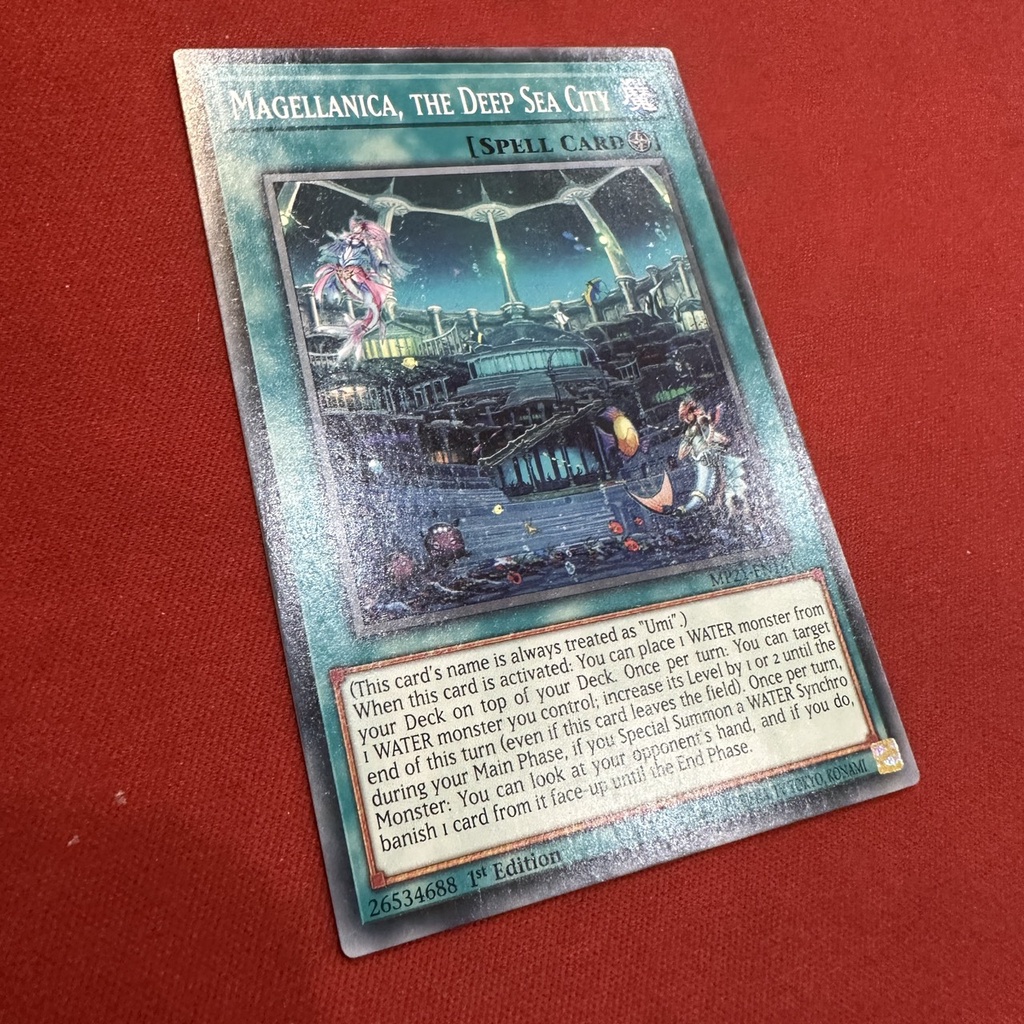 MAGELLANICA, THE DEEP SEA CITY 魔
[SPELL CARD]
(This card's name is always treated as "Umi".)
When this card is activated: You can place 1 WATER monster from
your Deck on top of your Deck. Once per turn: You can target
1 WATER monster you control; increase its Level by 1 or 2 until the
end of this turn (even if this card leaves the field). Once per turn,
during your Main Phase, if you Special Summon a WATER Synchro
Monster: You can look at your opponent's hand, and if you do,
banish 1 card from it face-up until the End Phase.
26534688 1st Edition
TOKYO, KONAMI